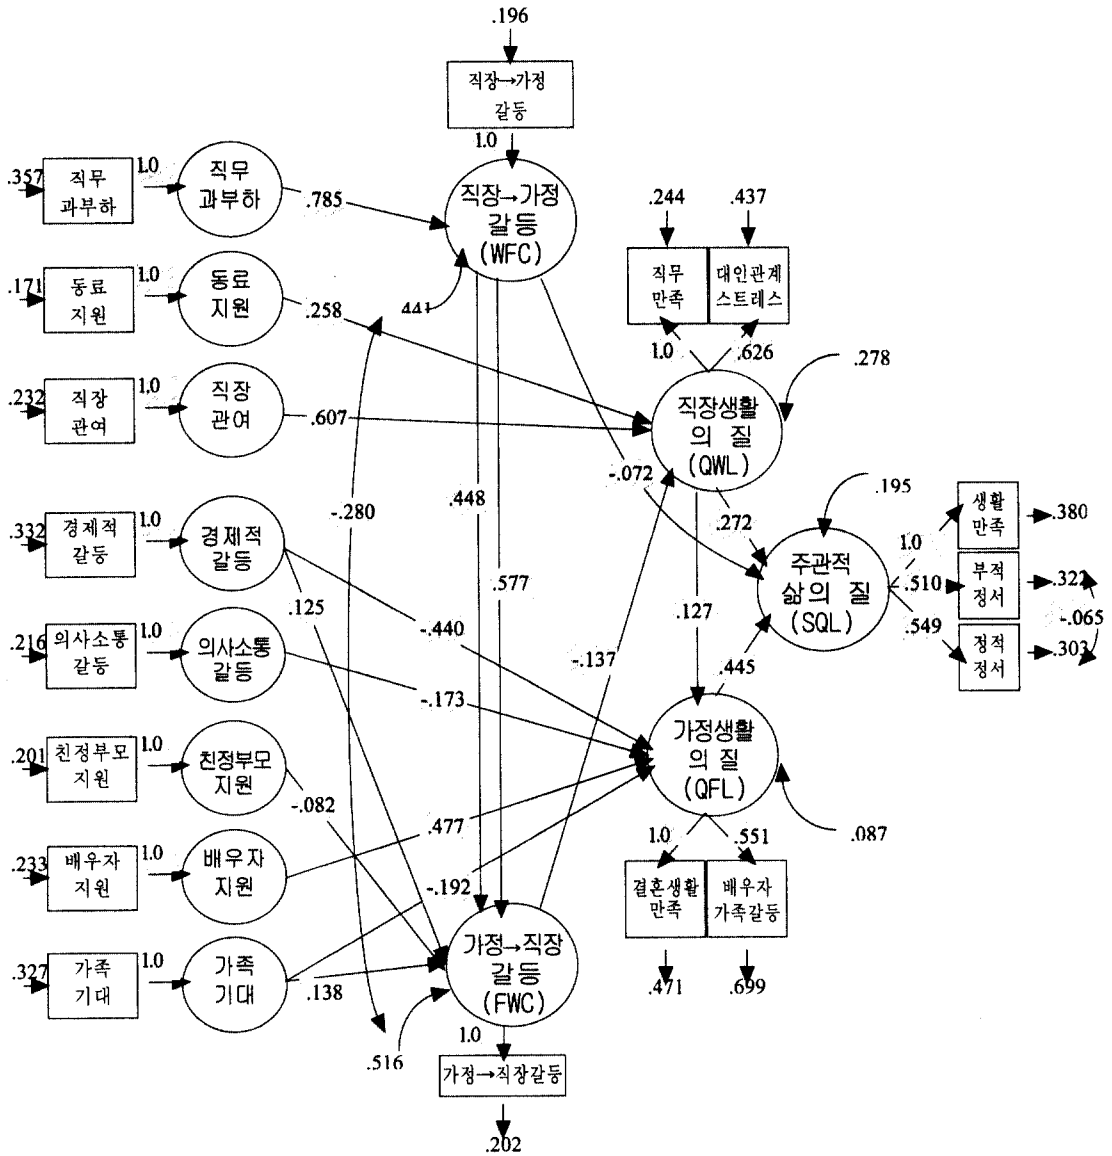 .196
직장→가정
갈등
1.0
직장→가정
갈등
(WFC)
.357
직무
과부하
1.0
직무
과부하
.785
.244
.437
직무
만족
대인관계
스트레스
.171
동료
지원
1.0
동료
지원
.258
.441
1.0
.626
.278
.232
직장
관여
1.0
직장
관여
.607
직장생활
의 질
(QWL)
-.072
.448
-.280
.272
.195
생활
만족
.380
1.0
.332
경제적
갈등
1.0
경제적
갈등
.125
.577
-.440
.127
주관적
삶의 질
(SQL)
.510
부적
정서
.322
-.065
.549
정적
정서
.303
.216
의사소통
갈등
1.0
의사소통
갈등
-.173
-.137
.445
.201
친정부모
지원
1.0
친정부모
지원
-.082
가정생활
의 질
(QFL)
.087
.477
1.0
.551
.233
배우자
지원
1.0
배우자
지원
-.192
결혼생활
만족
배우자
가족갈등
.471
.699
.327
가족
기대
1.0
가족
기대
.138
가정→직장
갈등
(FWC)
.516
1.0
가정→직장갈등
.202